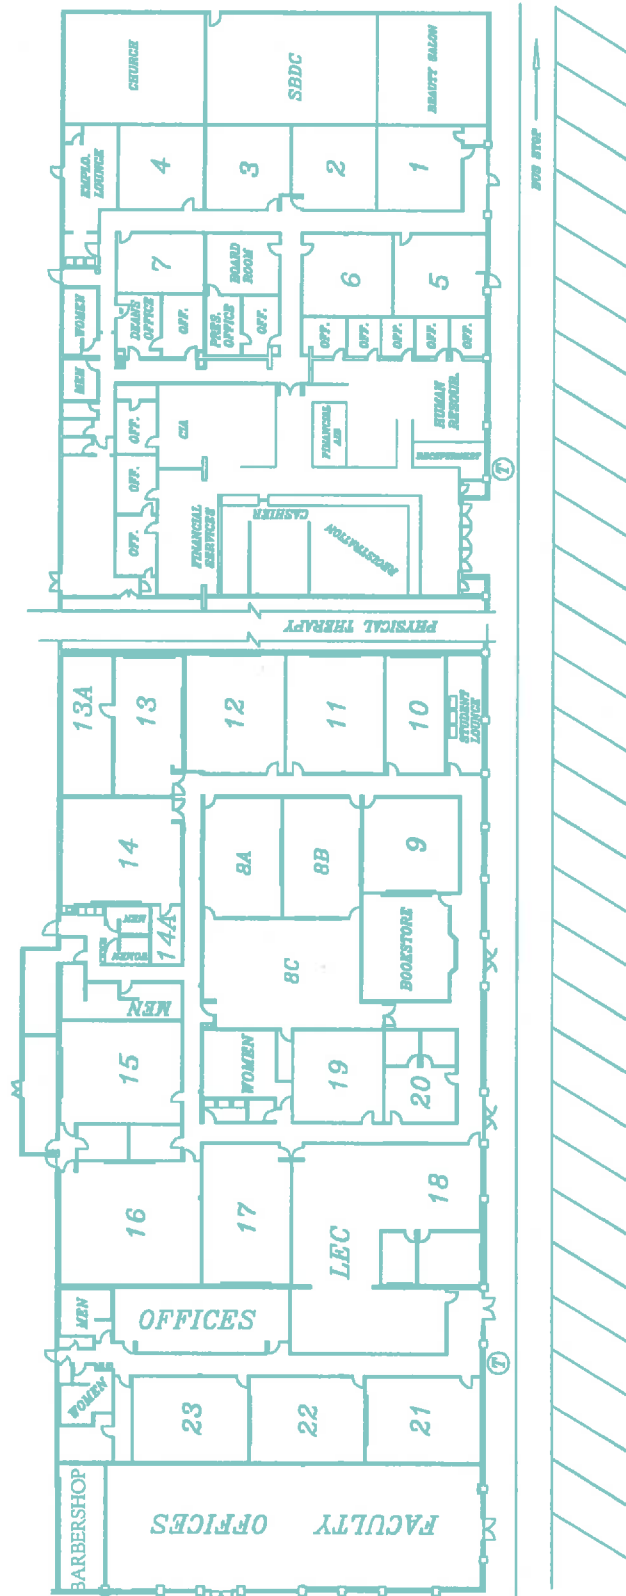 CHURCH
SBDC
BEAUTY SALON
BUS STOP
EMPLO.
LOUNGE
4
3
2
1
7
BOARD
ROOM
6
5
WOMEN
DEANS
OFFICE
OFF.
PRES.
OFFICE
OFF.
OFF.
OFF.
OFF.
OFF.
OFF.
MEN
OFF.
CIA
FINANCIAL
AID
HUMAN
RESOUR.
RECEPTIONIST
T
OFF.
OFF.
FINANCIAL
SERVICES
CASHIER
REGISTRATION
PHYSICAL THERAPY
13A
13
12
11
10
STUDENT
LOUNGE
14
8A
8B
9
MEN
WOMEN
14A
8C
BOOKSTORE
MEN
15
WOMEN
19
20
16
17
LEC
18
MEN
OFFICES
T
WOMEN
23
22
21
BARBERSHOP
FACULTY OFFICES